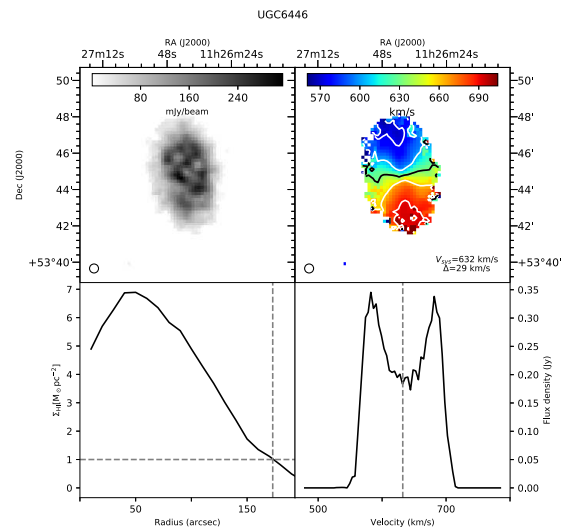 UGC6446
RA (J2000) RA (J2000)
27m12s 48s 11h26m24s 27m12s 48s 11h26m24s
50' 50'
80 160 240 570 600 630 660 690
mJy/beam km/s
48' 48'
46' 46'
Dec (J2000)
44' 44'
42' 42'
+53°40' +53°40'
Vsys=632 km/s
Δ=29 km/s
7 0.35
6 0.30
5 0.25
4 0.20
3 0.15
2 0.10
1 0.05
0 0.00
ΣHI[M⊙pc⁻²]
Flux density (Jy)
50 150 500 600 700
Radius (arcsec) Velocity (km/s)